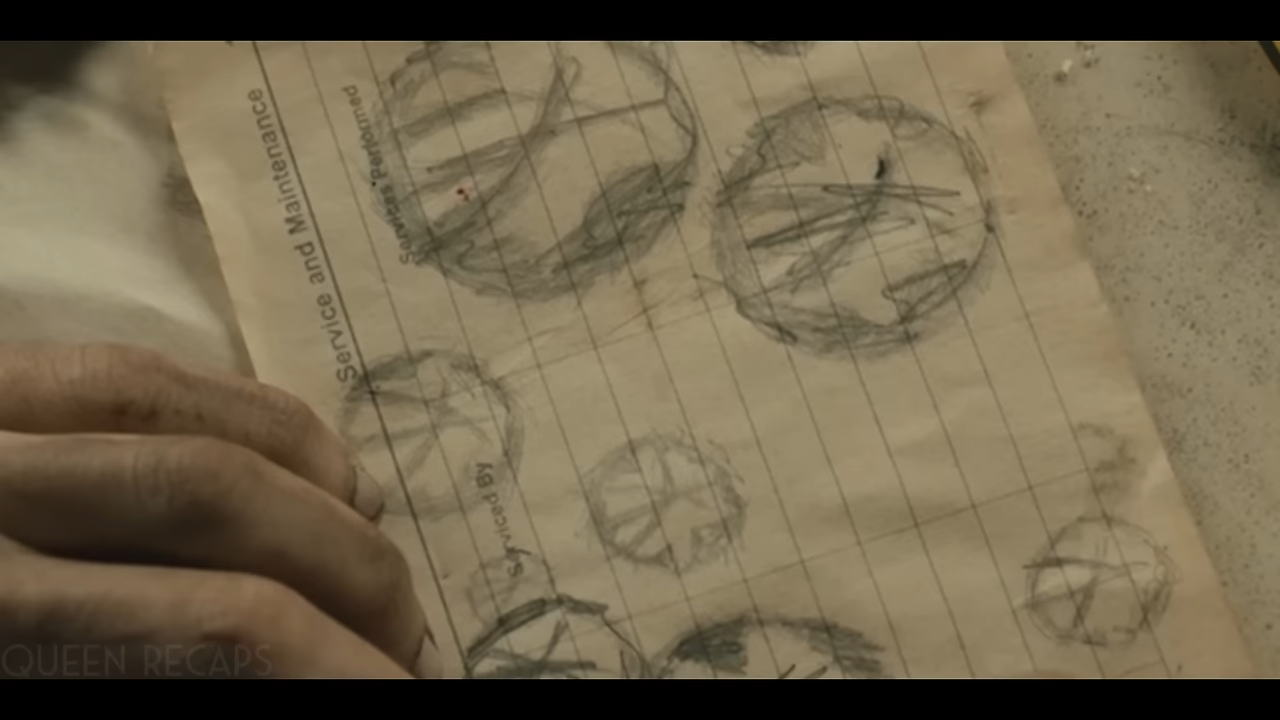 Service and Maintenance
Services Performed
Serviced By
QUEEN RECAPS